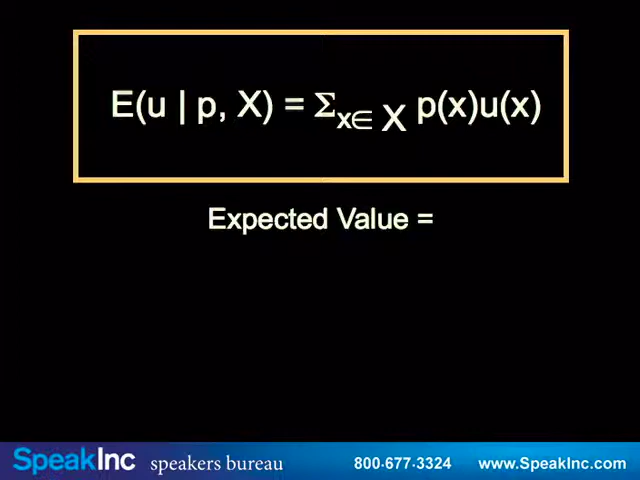 E(u | p, X) = Σx∈ X p(x)u(x)
Expected Value =
SpeakInc speakers bureau 800·677·3324 www.SpeakInc.com